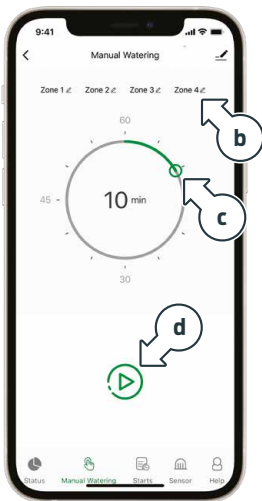 9:41
Manual Watering
Zone 1 Zone 2 Zone 3 Zone 4
b
60
45
10 min
c
30
d
Status Manual Watering Starts Sensor Help